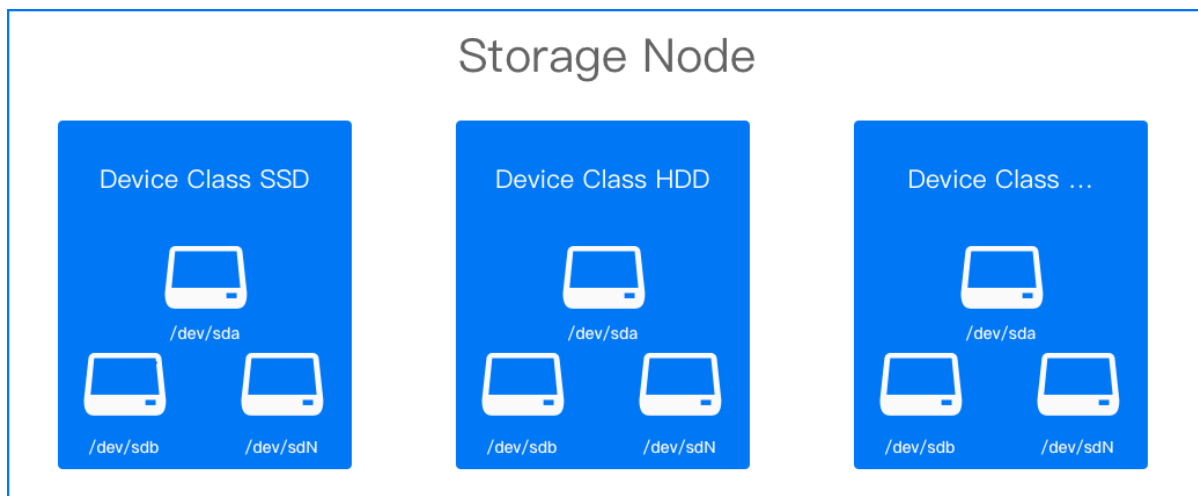 Storage Node
Device Class SSD
/dev/sda
/dev/sdb
/dev/sdN
Device Class HDD
/dev/sda
/dev/sdb
/dev/sdN
Device Class ...
/dev/sda
/dev/sdb
/dev/sdN